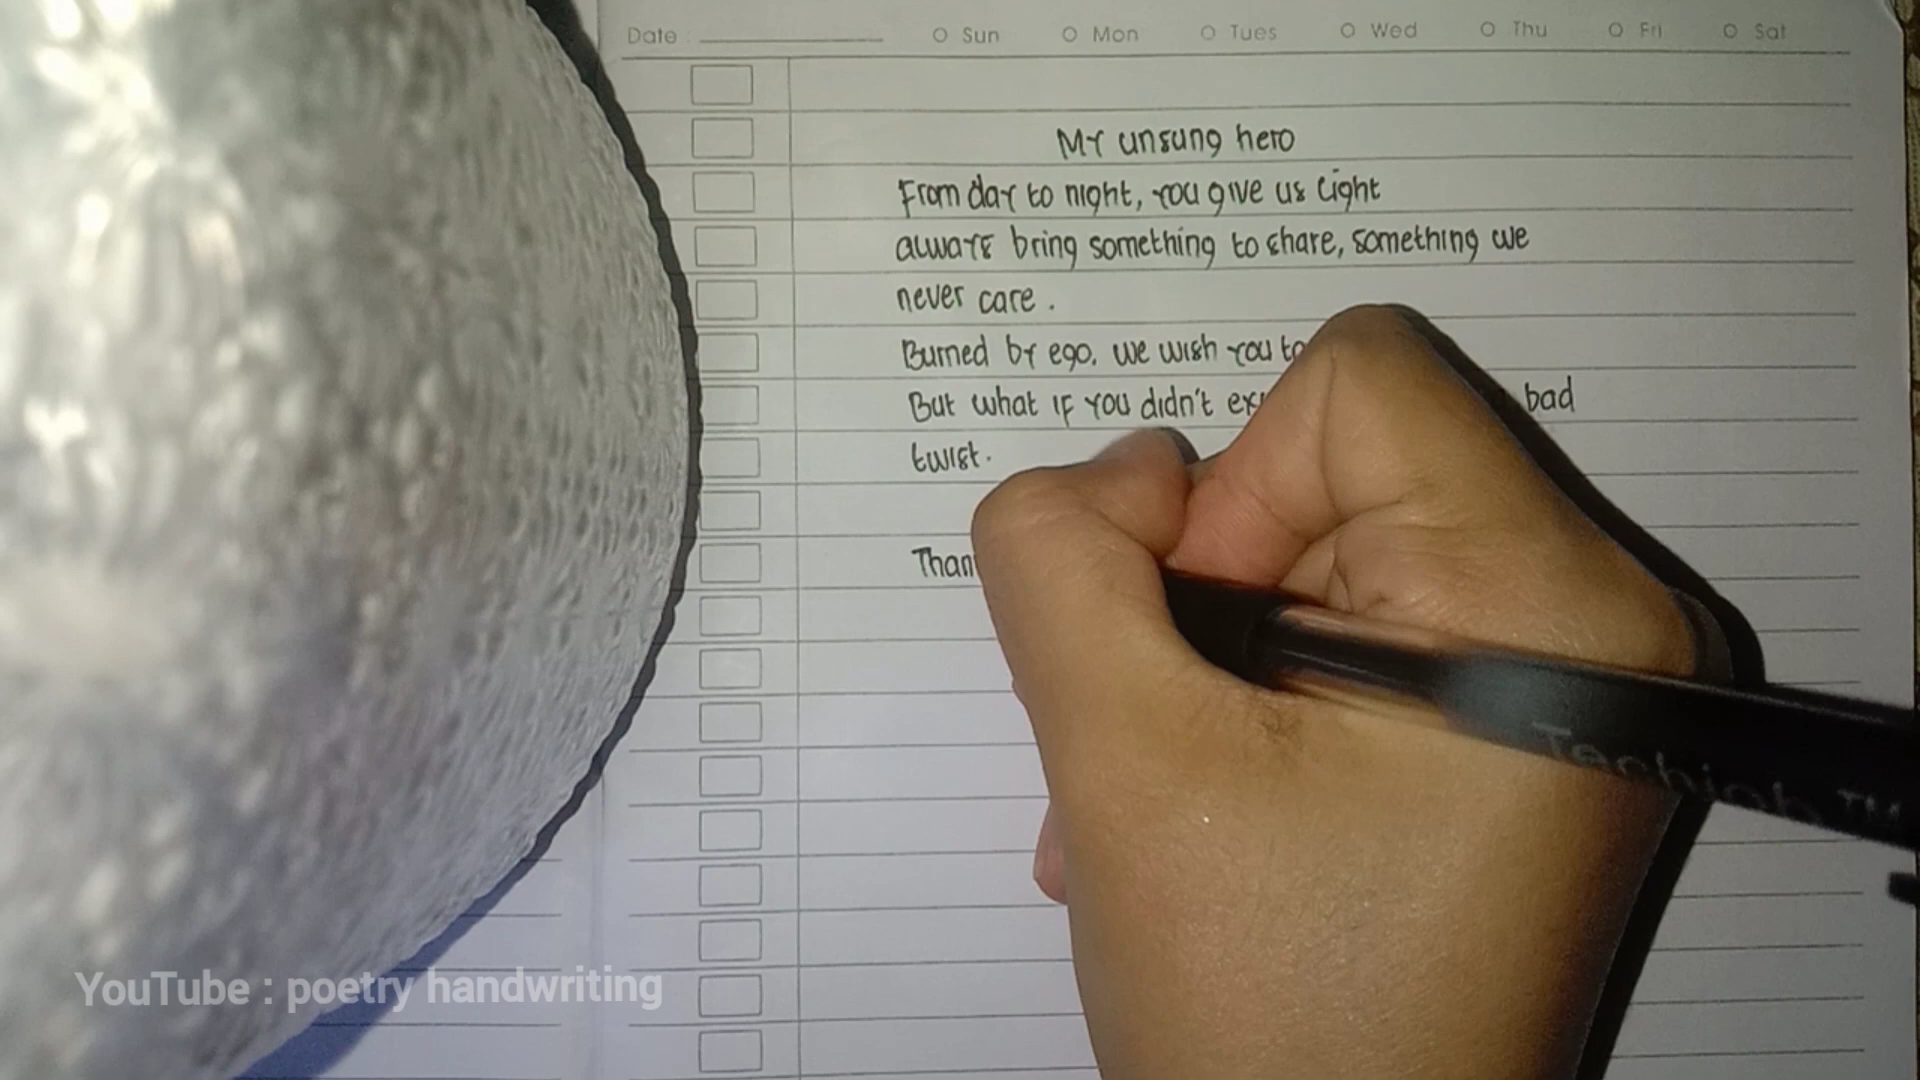 Date
Sun Mon Tues Wed Thu Fri Sat
My unsung hero
From day to night, you give us light
always bring something to share, something we
never care.
Burned by ego. we wish you to
But what if you didn't bad
twist.
YouTube : poetry handwriting